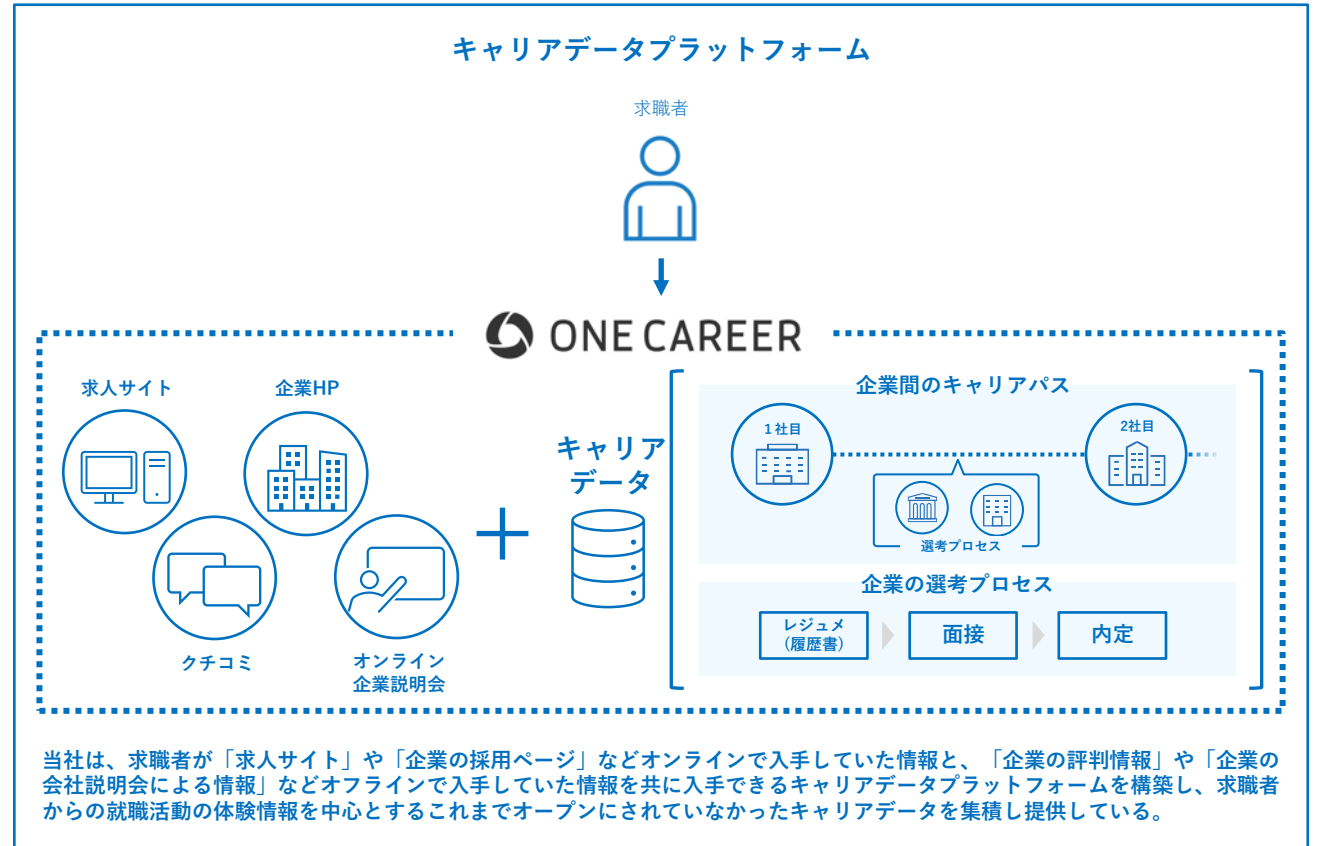 キャリアデータプラットフォーム
求職者
ONE CAREER
求人サイト
企業HP
クチコミ
オンライン
企業説明会
キャリア
データ
企業間のキャリアパス
1社目
2社目
選考プロセス
企業の選考プロセス
レジュメ
(履歴書)
面接
内定
当社は、求職者が「求人サイト」や「企業の採用ページ」などオンラインで入手していた情報と、「企業の評判情報」や「企業の
会社説明会による情報」などオフラインで入手していた情報を共に入手できるキャリアデータプラットフォームを構築し、求職者
からの就職活動の体験情報を中心とするこれまでオープンにされていなかったキャリアデータを集積し提供している。